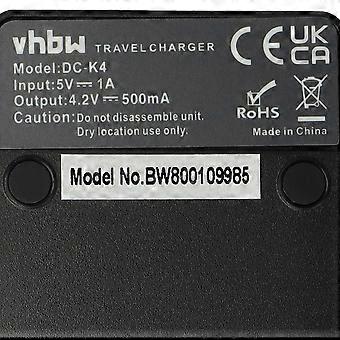 vhbw TRAVEL CHARGER
Model:DC-K4
Input:5V⎓1A
Output:4.2V⎓500mA
Caution:Do not disassemble unit.
Dry location use only.
CE UK
CA
RoHS
Made in China
Model No.BW800109985